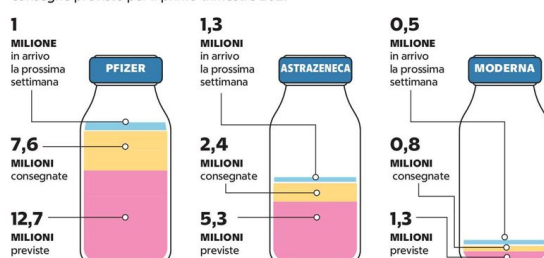 1
MILIONE
in arrivo
la prossima
settimana
PFIZER
7,6
MILIONI
consegnate
12,7
MILIONI
previste
1,3
MILIONI
in arrivo
la prossima
settimana
ASTRAZENECA
2,4
MILIONI
consegnate
5,3
MILIONI
previste
0,5
MILIONI
in arrivo
la prossima
settimana
MODERNA
0,8
MILIONI
consegnate
1,3
MILIONI
previste